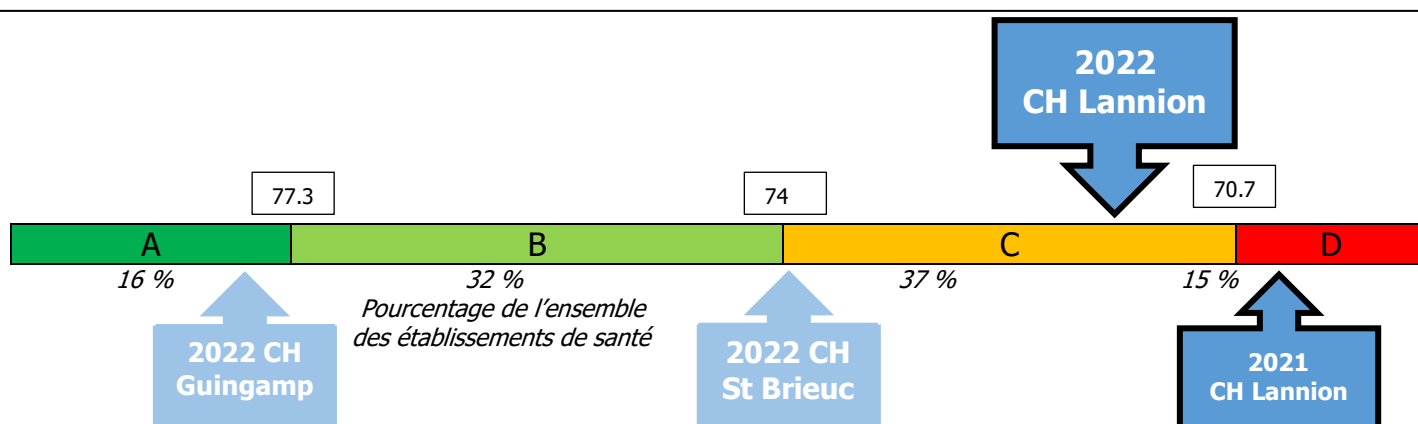 2022
CH Lannion
77.3
74
70.7
A
B
C
D
16 %
32 %
37 %
15 %
Pourcentage de l'ensemble
des établissements de santé
2022 CH
Guingamp
2022 CH
St Brieuc
2021
CH Lannion